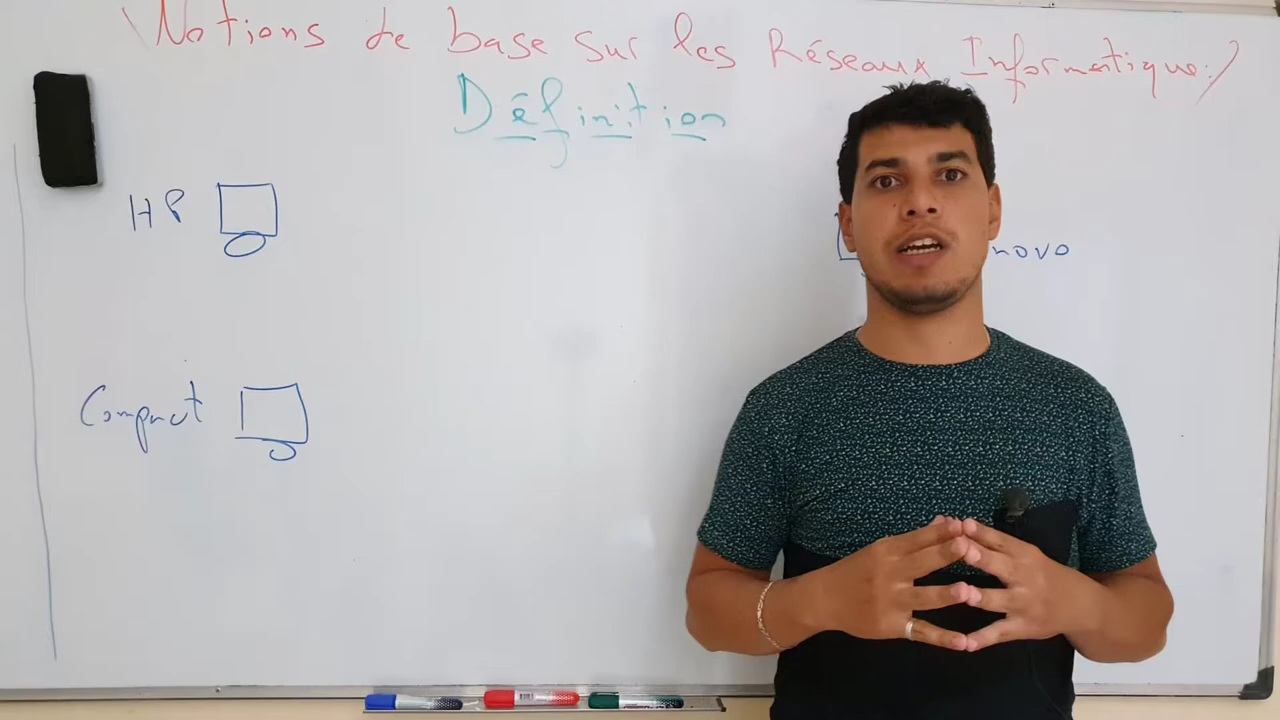 Notions de base sur les Réseaux Informatique:/
Définition
HP
novo
Compact